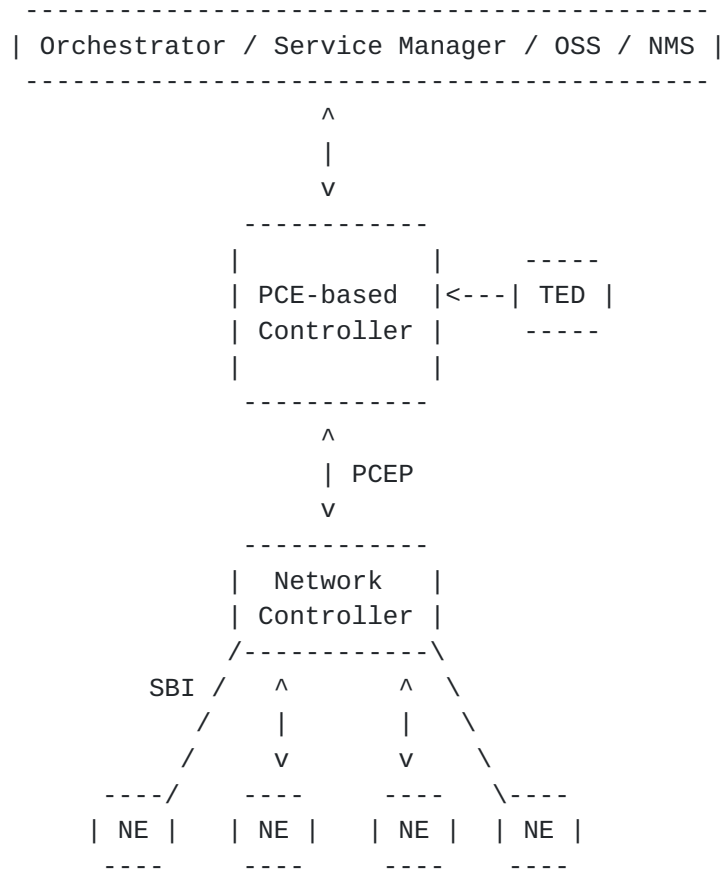 Orchestrator / Service Manager / OSS / NMS
PCE-based
Controller
TED
PCEP
Network
Controller
SBI
NE NE NE NE